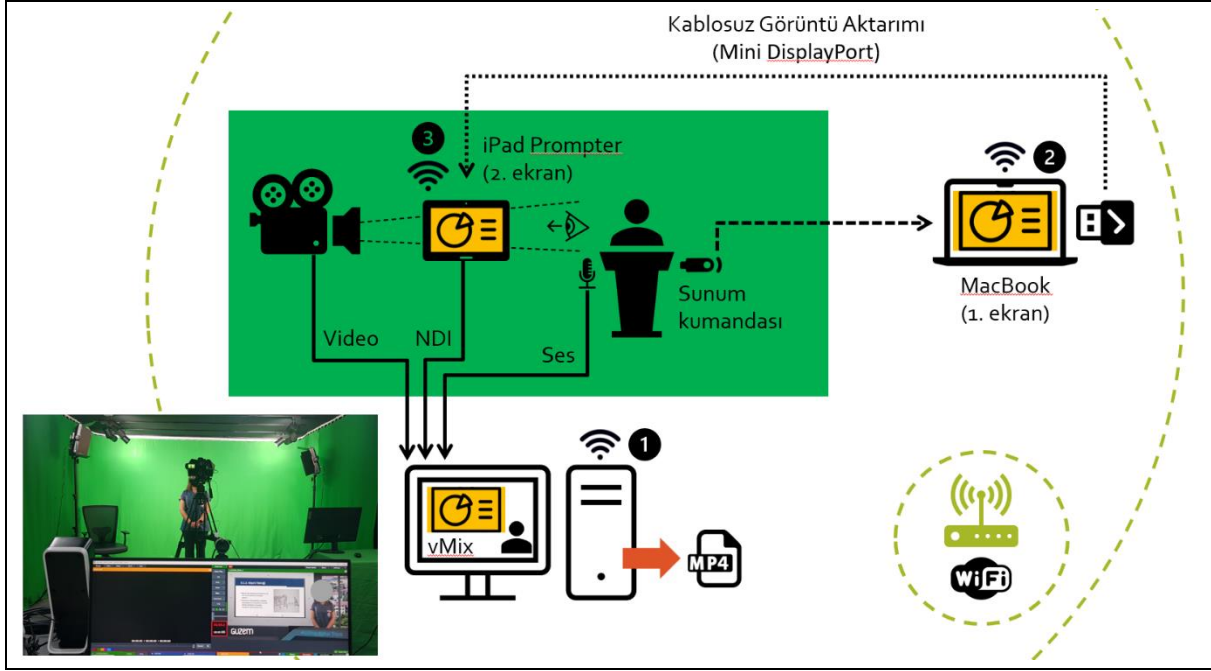 Kablosuz Görüntü Aktarımı
(Mini DisplayPort)
3
iPad Prompter
(2. ekran)
2
Sunum
kumandası
MacBook
(1. ekran)
Video
NDI
Ses
1
vMix
MP4
WiFi
GUZEM